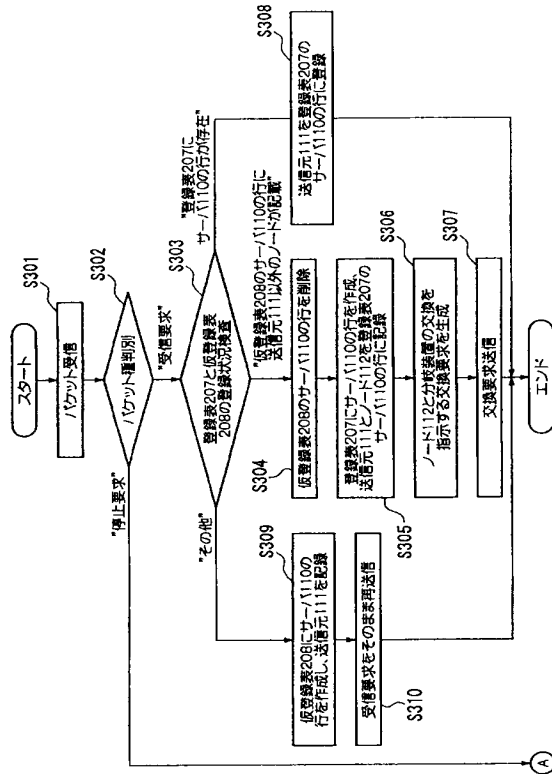 スタート
S301
パケット受信
S302
パケット種判別
"停止要求"
"受信要求"
S303
登録表207と仮登録表
208の登録状況検査
"登録表207に
サーバ110の行が存在"
"仮登録表208のサーバ110の行に
送信元111以外のノードが記載"
"その他"
S304
仮登録表208のサーバ110の行を削除
登録表207にサーバ110の行を作成、
送信元111とノード112を登録表207の
サーバ110の行に記録
S305
S306
ノード112と分岐装置の交換を
指示する交換要求を生成
S307
交換要求送信
S308
送信元111を登録表207の
サーバ110の行に登録
S309
仮登録表208にサーバ110の
行を作成し、送信元111を記録
受信要求をそのまま再送信
S310
エンド
A